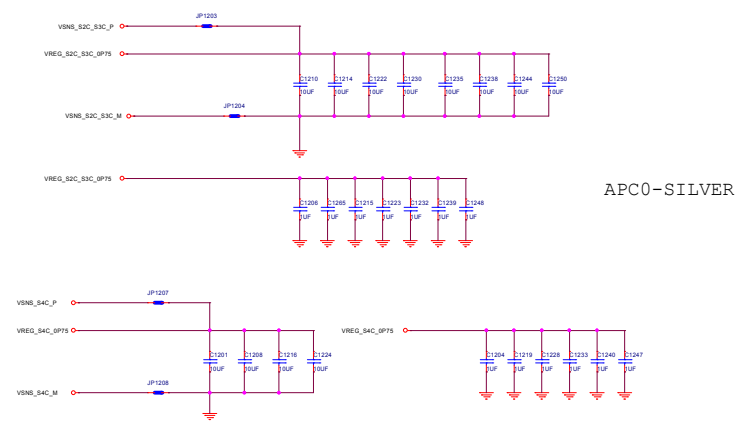 JP1203
VSNS_S2C_S3C_P
VREG_S2C_S3C_0P75
C1210 C1214 C1222 C1230 C1235 C1238 C1244 C1250
10UF 10UF 10UF 10UF 10UF 10UF 10UF 10UF
JP1204
VSNS_S2C_S3C_M
VREG_S2C_S3C_0P75
APC0-SILVER
C1206 C1265 C1215 C1223 C1232 C1239 C1248
1UF 1UF 1UF 1UF 1UF 1UF 1UF
JP1207
VSNS_S4C_P
VREG_S4C_0P75 VREG_S4C_0P75
C1201 C1208 C1216 C1224 C1204 C1219 C1228 C1233 C1240 C1247
10UF 10UF 10UF 10UF 1UF 1UF 1UF 1UF 1UF 1UF
JP1208
VSNS_S4C_M